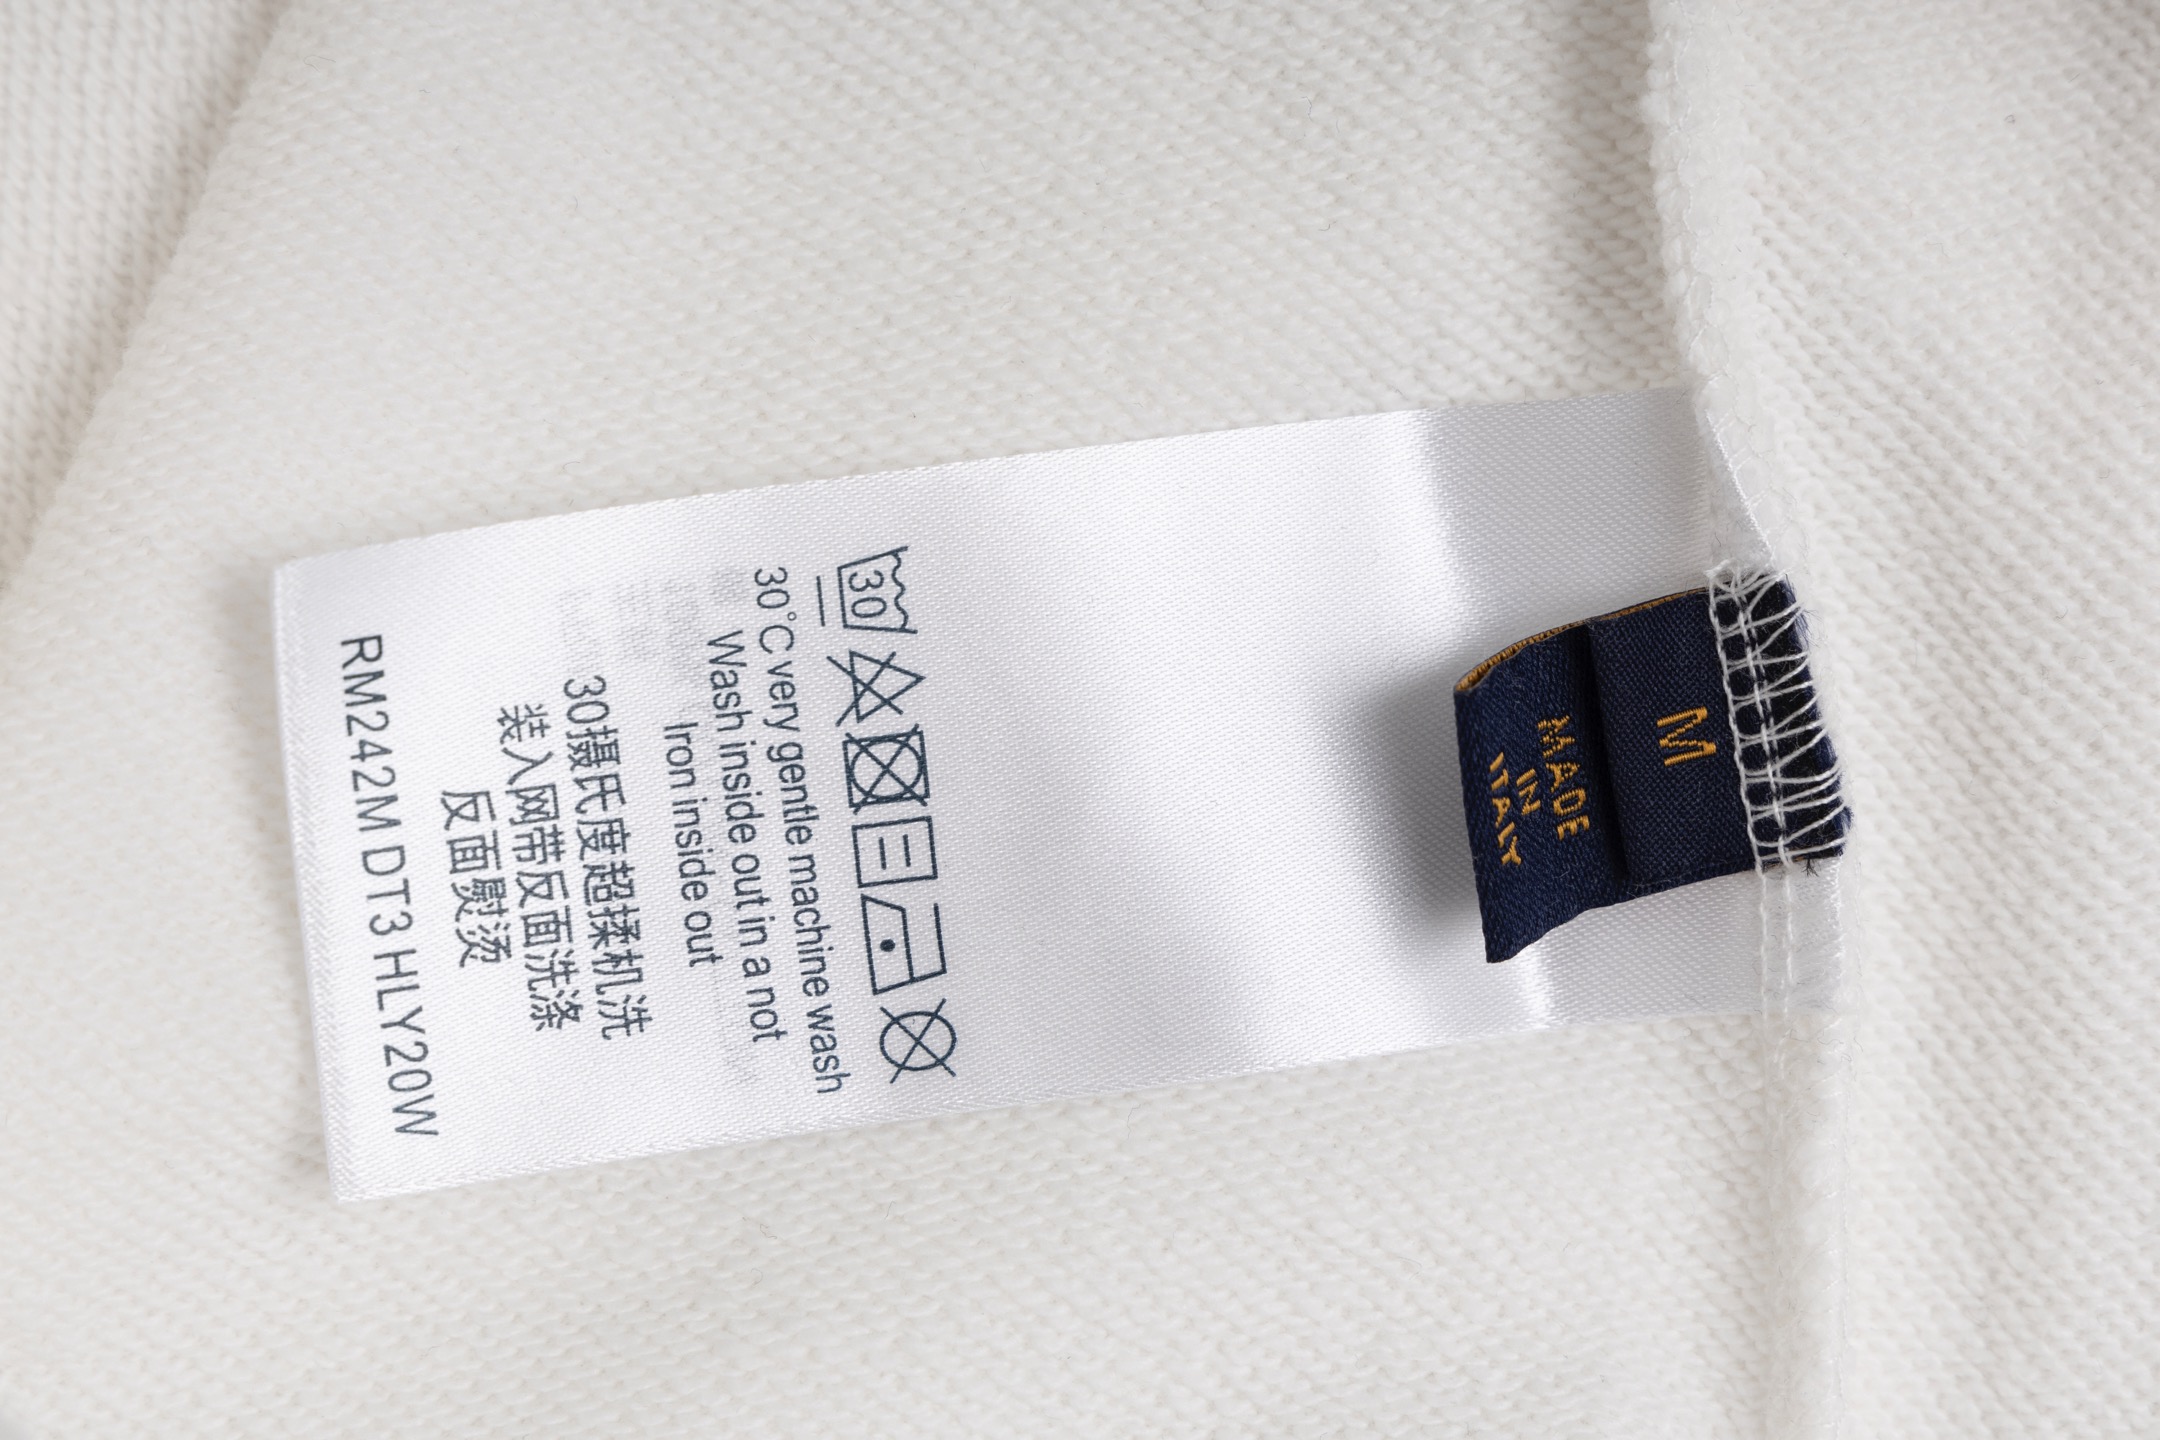 M
MADE
IN
ITALY
30
30°C very gentle machine wash
Wash inside out in a not
Iron inside out
30摄氏度超揉机洗
装入网带反面洗涤
反面熨烫
RM242M DT3 HLY20W